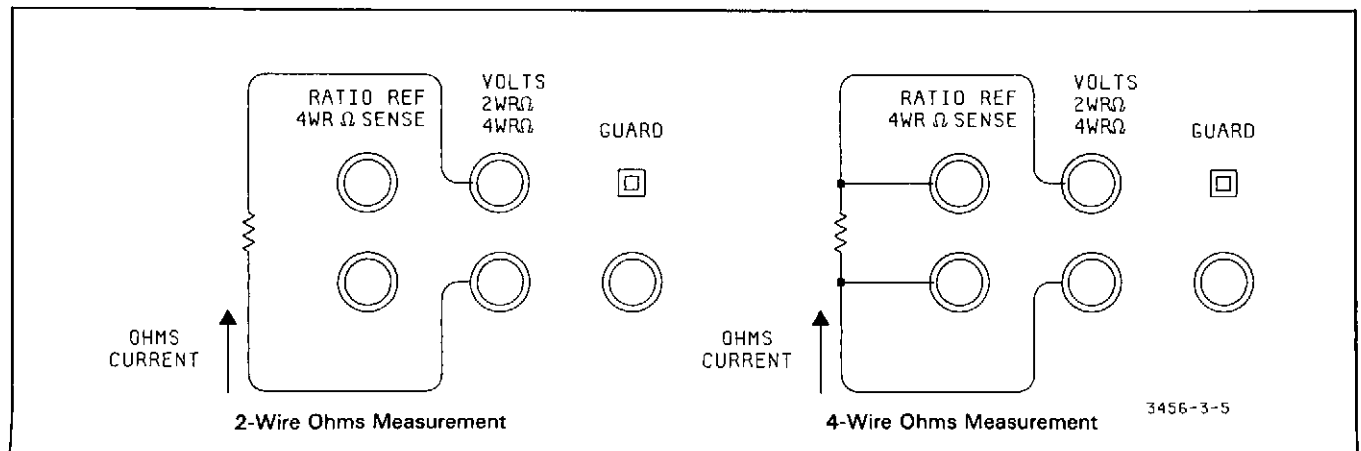 RATIO REF
4WR Ω SENSE
VOLTS
2WRΩ
4WRΩ
GUARD
OHMS
CURRENT
2-Wire Ohms Measurement
RATIO REF
4WR Ω SENSE
VOLTS
2WRΩ
4WRΩ
GUARD
OHMS
CURRENT
4-Wire Ohms Measurement
3456-3-5